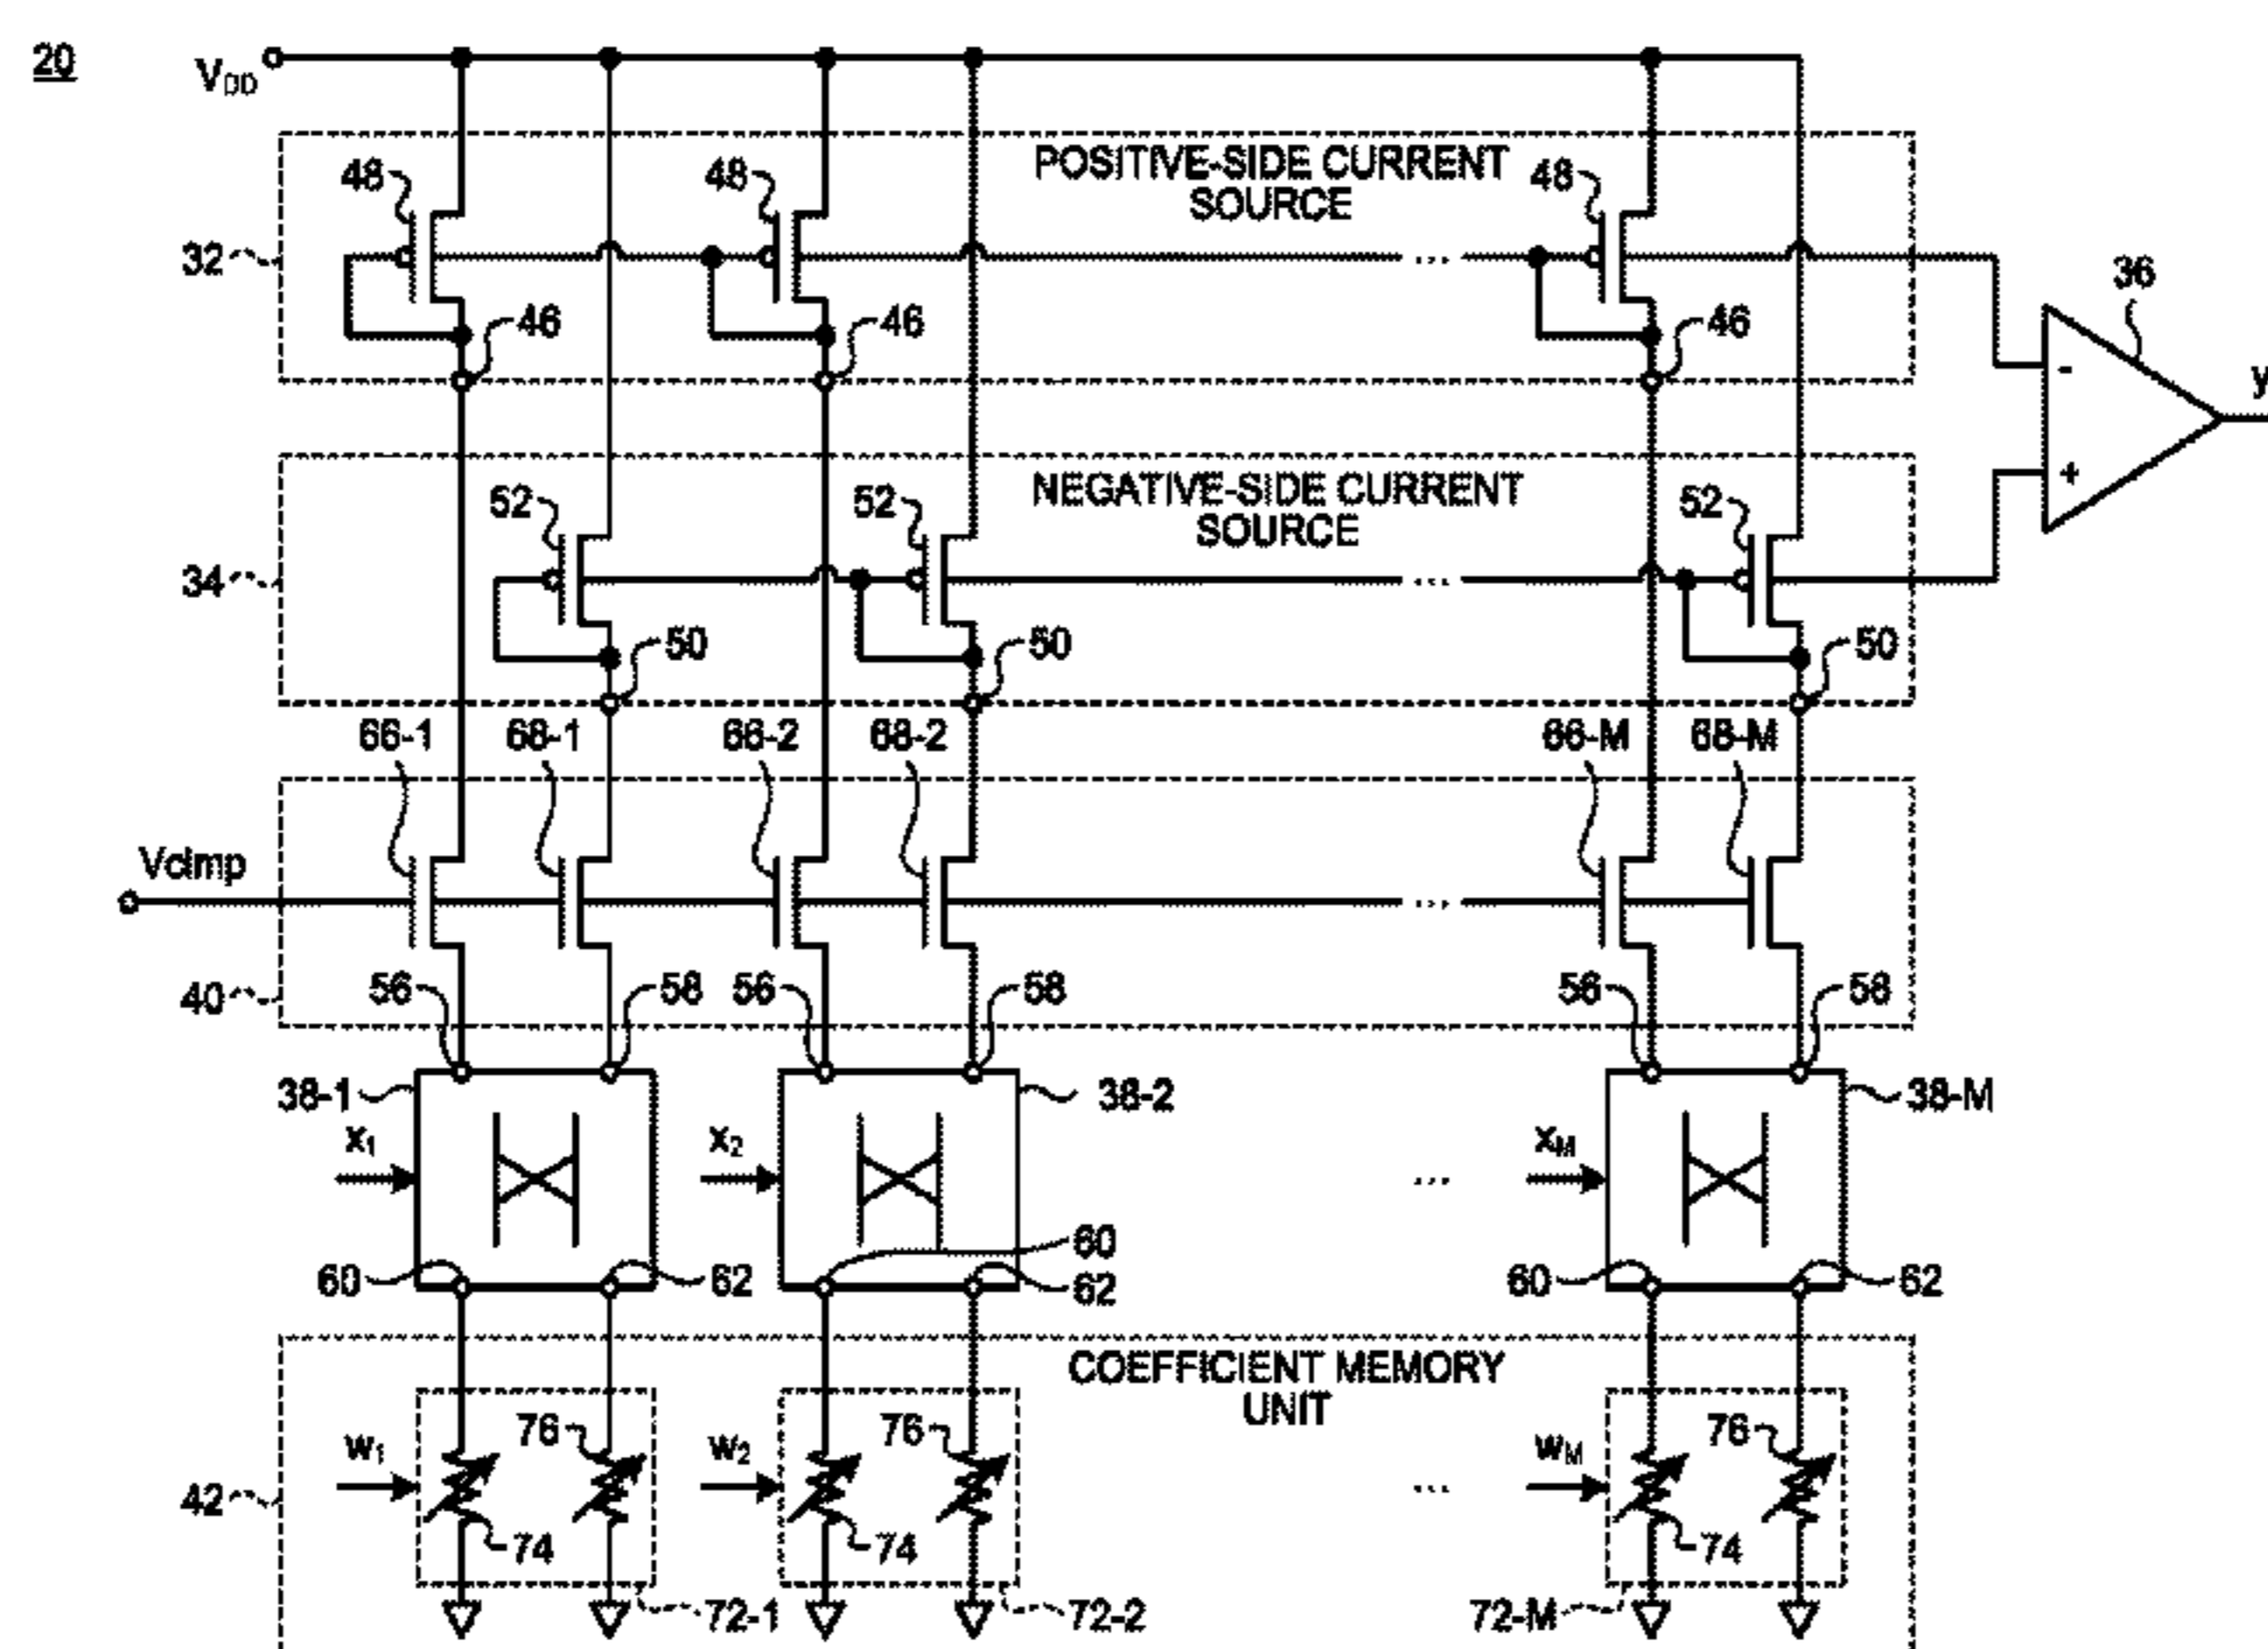 20
V_DD
POSITIVE-SIDE CURRENT
SOURCE
48
48
48
32
36
46
46
46
-
y
+
NEGATIVE-SIDE CURRENT
SOURCE
52
52
52
34
...
...
50
50
50
66-1
68-1
66-2
68-2
66-M
68-M
Vclmp
...
40
56
58
56
58
56
58
38-1
38-2
38-M
x₁
x₂
...
x_M
60
62
60
62
60
62
COEFFICIENT MEMORY
UNIT
76
76
76
w₁
w₂
...
w_M
42
74
74
74
72-1
72-2
72-M